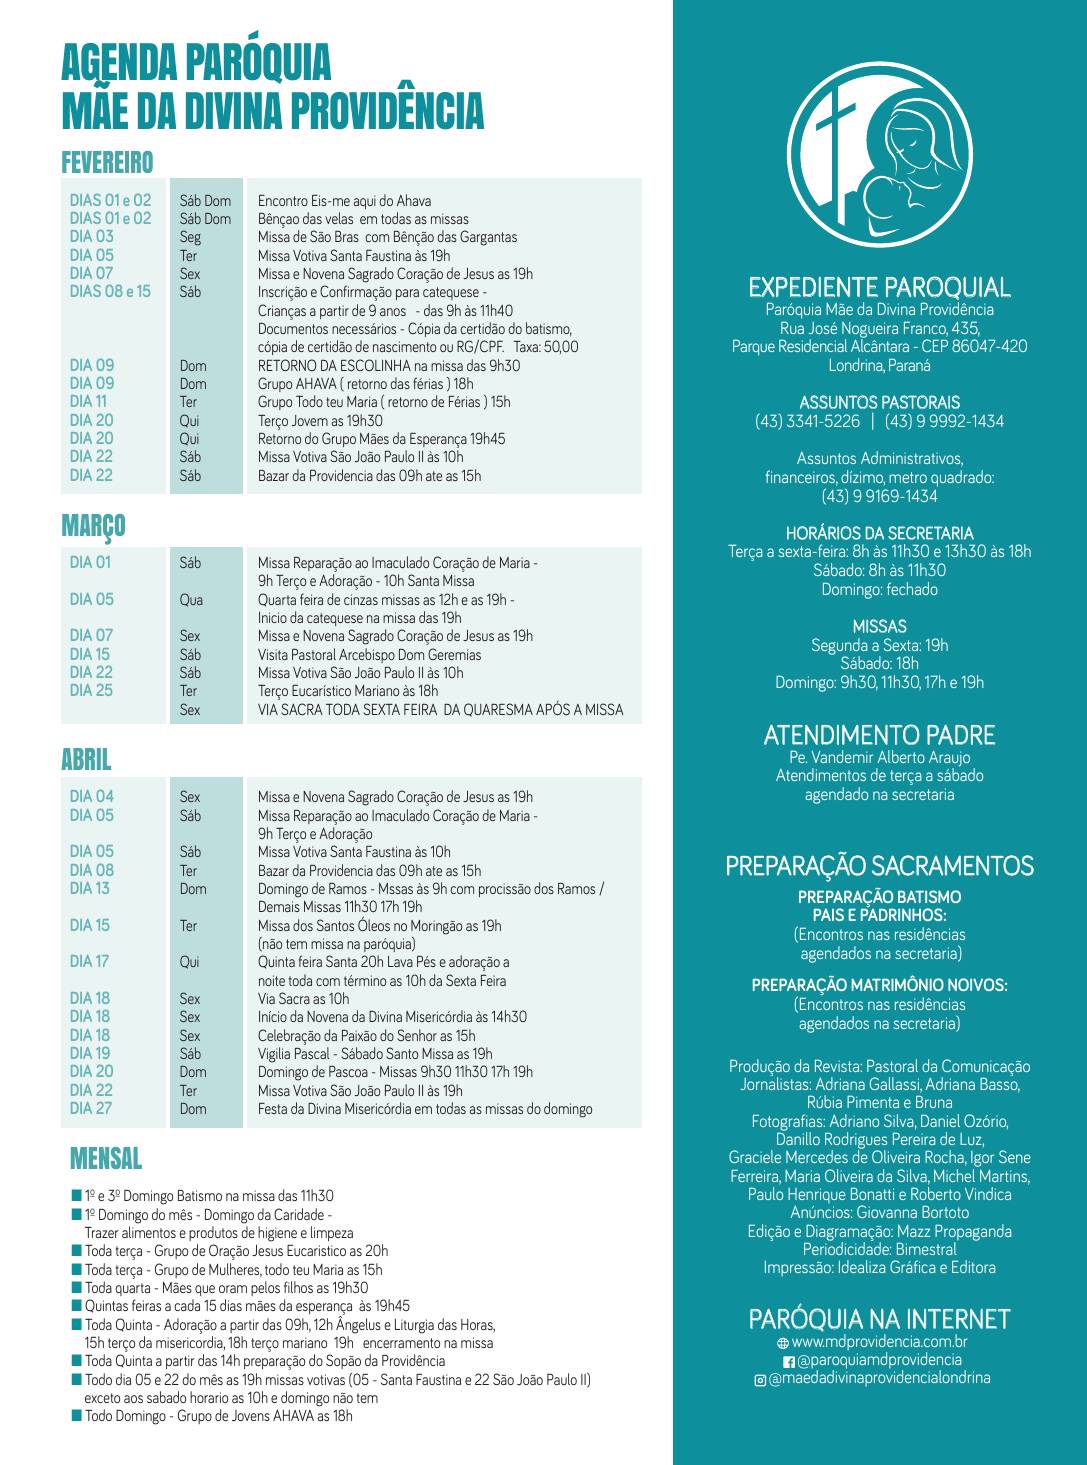 AGENDA PARÓQUIA
MÃE DA DIVINA PROVIDÊNCIA
FEVEREIRO
DIAS 01 e 02 Sáb Dom Encontro Eis-me aqui do Ahava
DIAS 01 e 02 Sáb Dom Bênçao das velas em todas as missas
DIA 03 Seg Missa de São Bras com Bênção das Gargantas
DIA 05 Ter Missa Votiva Santa Faustina às 19h
DIA 07 Sex Missa e Novena Sagrado Coração de Jesus as 19h
DIAS 08 e 15 Sáb Inscrição e Confirmação para catequese -
Crianças a partir de 9 anos - das 9h às 11h40
Documentos necessários - Cópia da certidão do batismo,
cópia de certidão de nascimento ou RG/CPF. Taxa: 50,00
DIA 09 Dom RETORNO DA ESCOLINHA na missa das 9h30
DIA 09 Dom Grupo AHAVA ( retorno das férias ) 18h
DIA 11 Ter Grupo Todo teu Maria ( retorno de Férias ) 15h
DIA 20 Qui Terço Jovem as 19h30
DIA 20 Qui Retorno do Grupo Mães da Esperança 19h45
DIA 22 Sáb Missa Votiva São João Paulo II às 10h
DIA 22 Sáb Bazar da Providencia das 09h ate as 15h
MARÇO
DIA 01 Sáb Missa Reparação ao Imaculado Coração de Maria -
9h Terço e Adoração - 10h Santa Missa
DIA 05 Qua Quarta feira de cinzas missas as 12h e as 19h -
Inicio da catequese na missa das 19h
DIA 07 Sex Missa e Novena Sagrado Coração de Jesus as 19h
DIA 15 Sáb Visita Pastoral Arcebispo Dom Geremias
DIA 22 Sáb Missa Votiva São João Paulo II às 10h
DIA 25 Ter Terço Eucarístico Mariano às 18h
Sex VIA SACRA TODA SEXTA FEIRA DA QUARESMA APÓS A MISSA
ABRIL
DIA 04 Sex Missa e Novena Sagrado Coração de Jesus as 19h
DIA 05 Sáb Missa Reparação ao Imaculado Coração de Maria -
9h Terço e Adoração
DIA 05 Sáb Missa Votiva Santa Faustina às 10h
DIA 08 Ter Bazar da Providencia das 09h ate as 15h
DIA 13 Dom Domingo de Ramos - Mssas às 9h com procissão dos Ramos /
Demais Missas 11h30 17h 19h
DIA 15 Ter Missa dos Santos Óleos no Moringão as 19h
(não tem missa na paróquia)
DIA 17 Qui Quinta feira Santa 20h Lava Pés e adoração a
noite toda com término as 10h da Sexta Feira
DIA 18 Sex Via Sacra as 10h
DIA 18 Sex Início da Novena da Divina Misericórdia às 14h30
DIA 18 Sex Celebração da Paixão do Senhor as 15h
DIA 19 Sáb Vigilia Pascal - Sábado Santo Missa as 19h
DIA 20 Dom Domingo de Pascoa - Missas 9h30 11h30 17h 19h
DIA 22 Ter Missa Votiva São João Paulo II às 19h
DIA 27 Dom Festa da Divina Misericórdia em todas as missas do domingo
MENSAL
1º e 3º Domingo Batismo na missa das 11h30
1º Domingo do mês - Domingo da Caridade -
Trazer alimentos e produtos de higiene e limpeza
Toda terça - Grupo de Oração Jesus Eucaristico as 20h
Toda terça - Grupo de Mulheres, todo teu Maria as 15h
Toda quarta - Mães que oram pelos filhos as 19h30
Quintas feiras a cada 15 dias mães da esperança às 19h45
Toda Quinta - Adoração a partir das 09h, 12h Ângelus e Liturgia das Horas,
15h terço da misericordia, 18h terço mariano 19h encerramento na missa
Toda Quinta a partir das 14h preparação do Sopão da Providência
Todo dia 05 e 22 do mês as 19h missas votivas (05 - Santa Faustina e 22 São João Paulo II)
exceto aos sabado horario as 10h e domingo não tem
Todo Domingo - Grupo de Jovens AHAVA as 18h
EXPEDIENTE PAROQUIAL
Paróquia Mãe da Divina Providência
Rua José Nogueira Franco, 435,
Parque Residencial Alcântara - CEP 86047-420
Londrina, Paraná
ASSUNTOS PASTORAIS
(43) 3341-5226 | (43) 9 9992-1434
Assuntos Administrativos,
financeiros, dízimo, metro quadrado:
(43) 9 9169-1434
HORÁRIOS DA SECRETARIA
Terça a sexta-feira: 8h às 11h30 e 13h30 às 18h
Sábado: 8h às 11h30
Domingo: fechado
MISSAS
Segunda a Sexta: 19h
Sábado: 18h
Domingo: 9h30, 11h30, 17h e 19h
ATENDIMENTO PADRE
Pe. Vandemir Alberto Araujo
Atendimentos de terça a sábado
agendado na secretaria
PREPARAÇÃO SACRAMENTOS
PREPARAÇÃO BATISMO
PAIS E PADRINHOS:
(Encontros nas residências
agendados na secretaria)
PREPARAÇÃO MATRIMÔNIO NOIVOS:
(Encontros nas residências
agendados na secretaria)
Produção da Revista: Pastoral da Comunicação
Jornalistas: Adriana Gallassi, Adriana Basso,
Rúbia Pimenta e Bruna
Fotografias: Adriano Silva, Daniel Ozório,
Danillo Rodrigues Pereira de Luz,
Graciele Mercedes de Oliveira Rocha, Igor Sene
Ferreira, Maria Oliveira da Silva, Michel Martins,
Paulo Henrique Bonatti e Roberto Vindica
Anúncios: Giovanna Bortoto
Edição e Diagramação: Mazz Propaganda
Periodicidade: Bimestral
Impressão: Idealiza Gráfica e Editora
PARÓQUIA NA INTERNET
www.mdprovidencia.com.br
@paroquiamdprovidencia
@maedadivinaprovidencialondrina